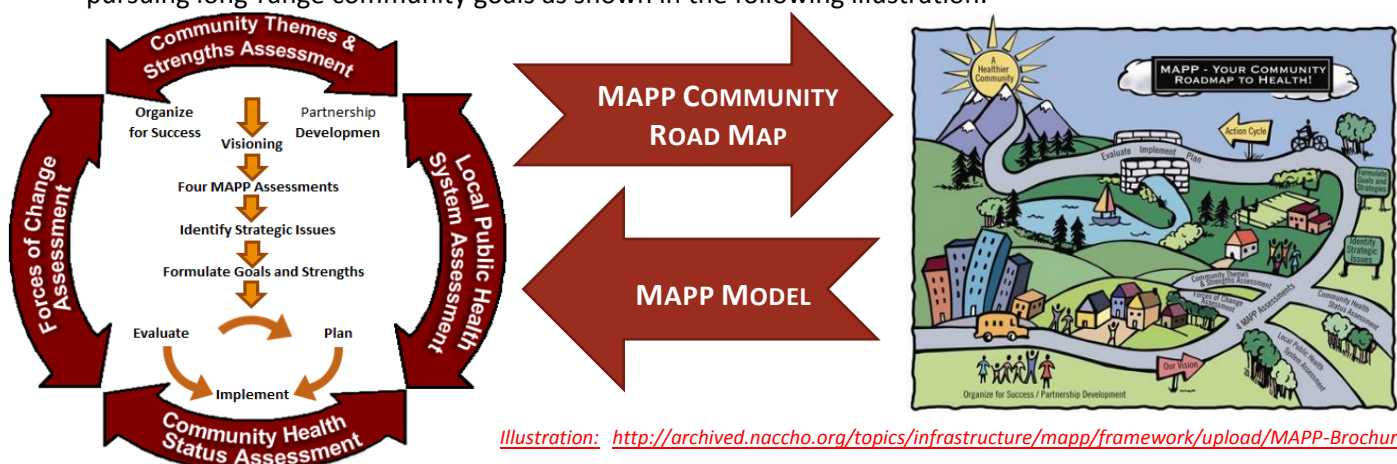 pursuing long-range community goals as shown in the following illustration:
Community Themes &
Strengths Assessment
Organize
for Success
Partnership
Developmen
Visioning
Four MAPP Assessments
Identify Strategic Issues
Formulate Goals and Strengths
Evaluate
Plan
Implement
Forces of Change
Assessment
Local Public Health
System Assessment
Community Health
Status Assessment
MAPP COMMUNITY
ROAD MAP
MAPP MODEL
A
Healthier
Community
MAPP - YOUR COMMUNITY
ROADMAP TO HEALTH!
Action Cycle
Evaluate Implement Plan
Formulate
Goals and
Strategies
Identify
Strategic
Issues
Community Themes
& Strengths Assessment
Forces of Change
Assessment
4 MAPP Assessments
Community Health
Status Assessment
Local Public Health
System Assessment
Our Vision
Organize for Success / Partnership Development
Illustration: http://archived.naccho.org/topics/infrastructure/mapp/framework/upload/MAPP-Brochur